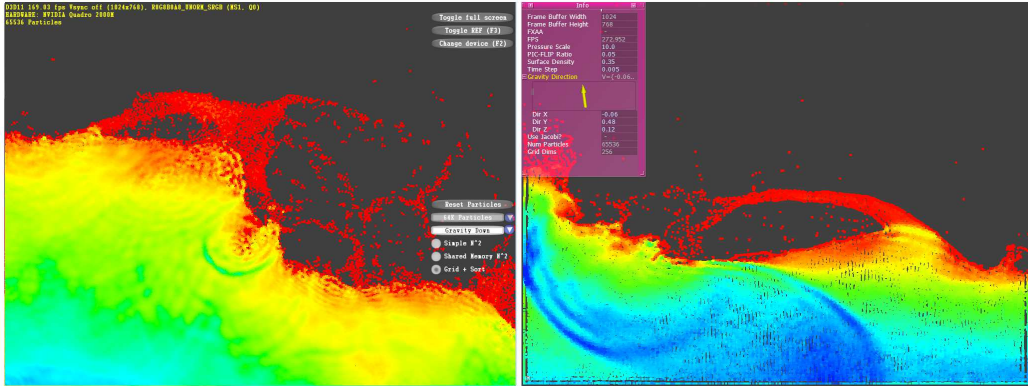 D3D11 169.83 fps Vsync off (1024x768), R8G8B8A8_UNORM_SRGB (MS1, Q0)
HARDWARE: NVIDIA Quadro 2000M
65536 Particles
Toggle full screen
Toggle REF (F3)
Change device (F2)
Reset Particles
64K Particles
Gravity Down
Simple N^2
Shared Memory N^2
Grid + Sort
Info
Frame Buffer Width 1024
Frame Buffer Height 768
FXAA -
FPS 272.952
Pressure Scale 10.0
PIC-FLIP Ratio 0.05
Surface Density 0.35
Time Step 0.005
Gravity Direction V={-0.06...
Dir X -0.06
Dir Y 0.48
Dir Z 0.12
Use Jacobi? -
Num Particles 65536
Grid Dims 256